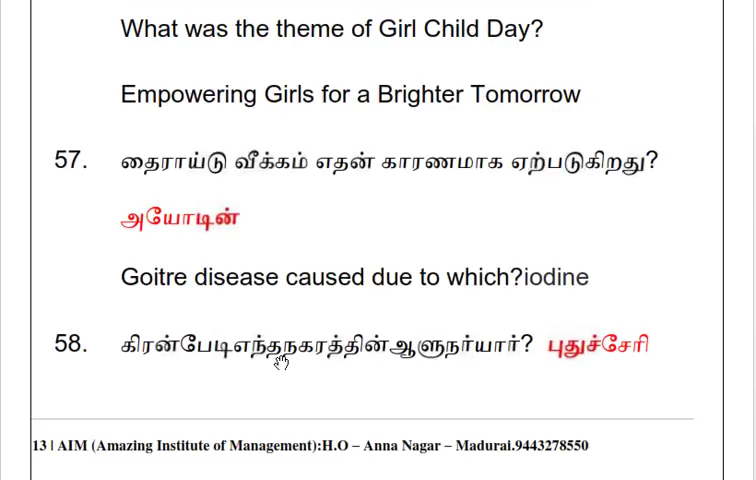 What was the theme of Girl Child Day?
Empowering Girls for a Brighter Tomorrow
57. தைராய்டு வீக்கம் எதன் காரணமாக ஏற்படுகிறது?
அயோடின்
Goitre disease caused due to which?iodine
58. கிரன்பேடிஎந்தநகரத்தின்ஆளுநர்யார்? புதுச்சேரி
13 | AIM (Amazing Institute of Management):H.O – Anna Nagar – Madurai.9443278550